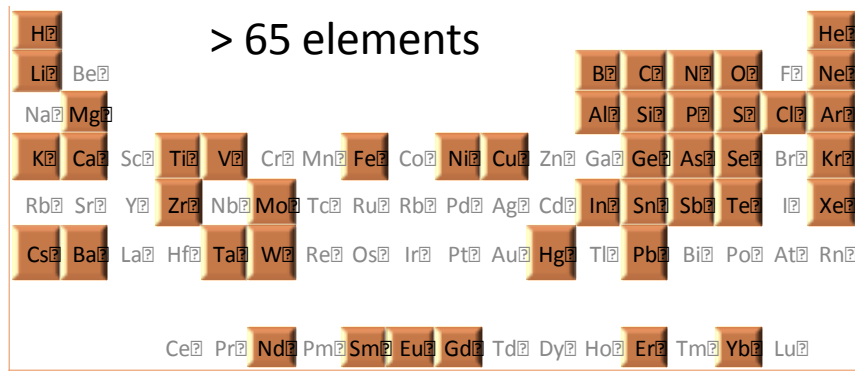 > 65 elements
H He
Li Be B C N O F Ne
Na Mg Al Si P S Cl Ar
K Ca Sc Ti V Cr Mn Fe Co Ni Cu Zn Ga Ge As Se Br Kr
Rb Sr Y Zr Nb Mo Tc Ru Rb Pd Ag Cd In Sn Sb Te I Xe
Cs Ba La Hf Ta W Re Os Ir Pt Au Hg Tl Pb Bi Po At Rn
Ce Pr Nd Pm Sm Eu Gd Td Dy Ho Er Tm Yb Lu